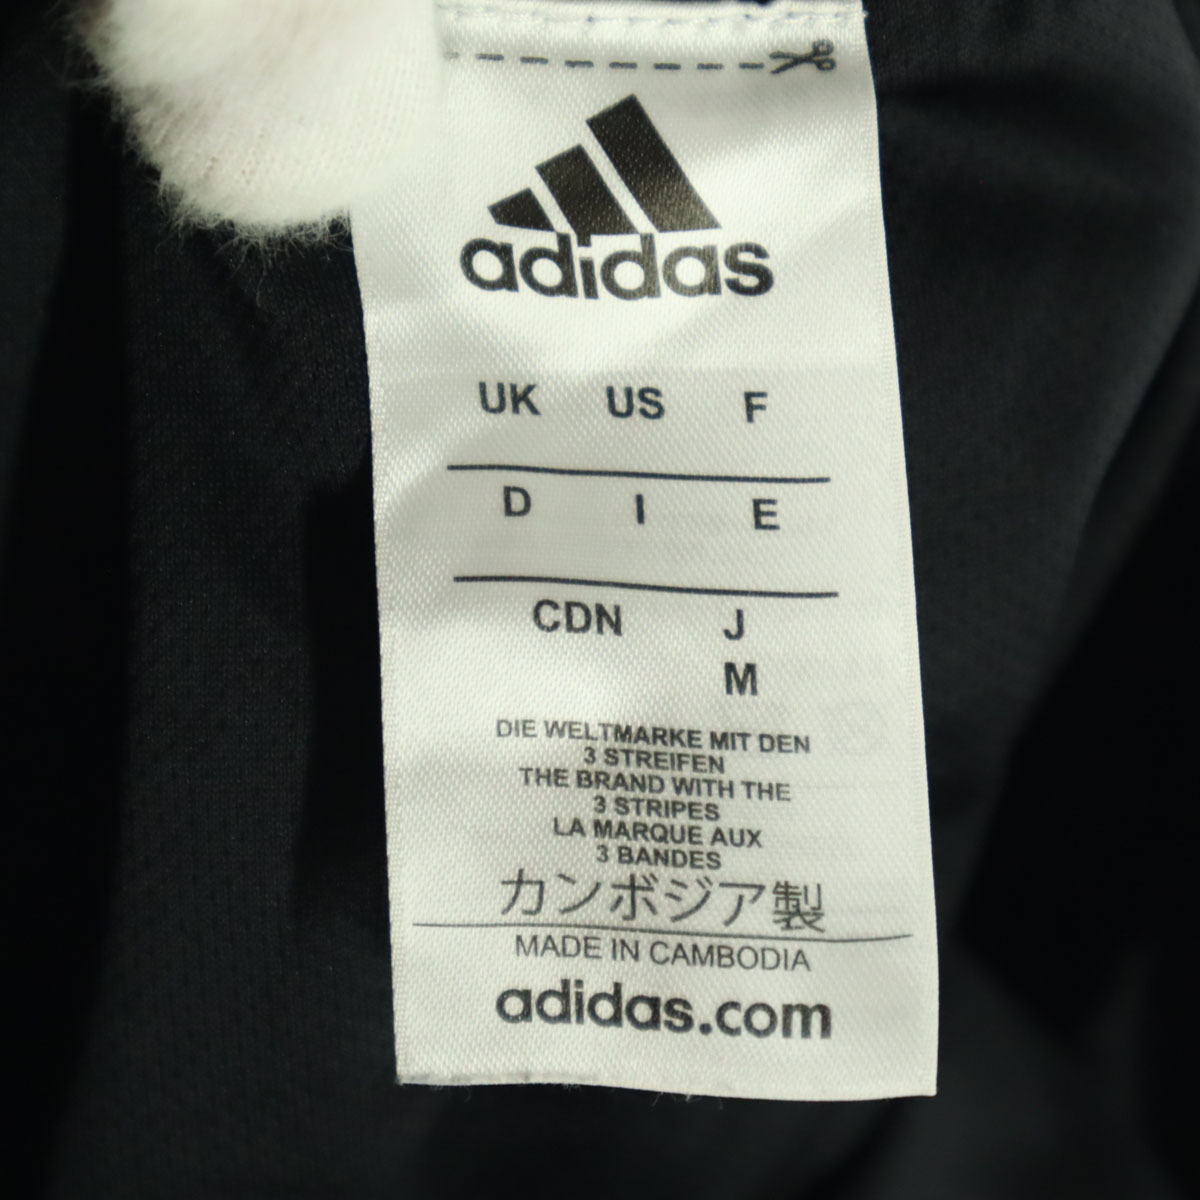 adidas
UK US F
D I E
CDN J
M
DIE WELTMARKE MIT DEN
3 STREIFEN
THE BRAND WITH THE
3 STRIPES
LA MARQUE AUX
3 BANDES
カンボジア製
MADE IN CAMBODIA
adidas.com